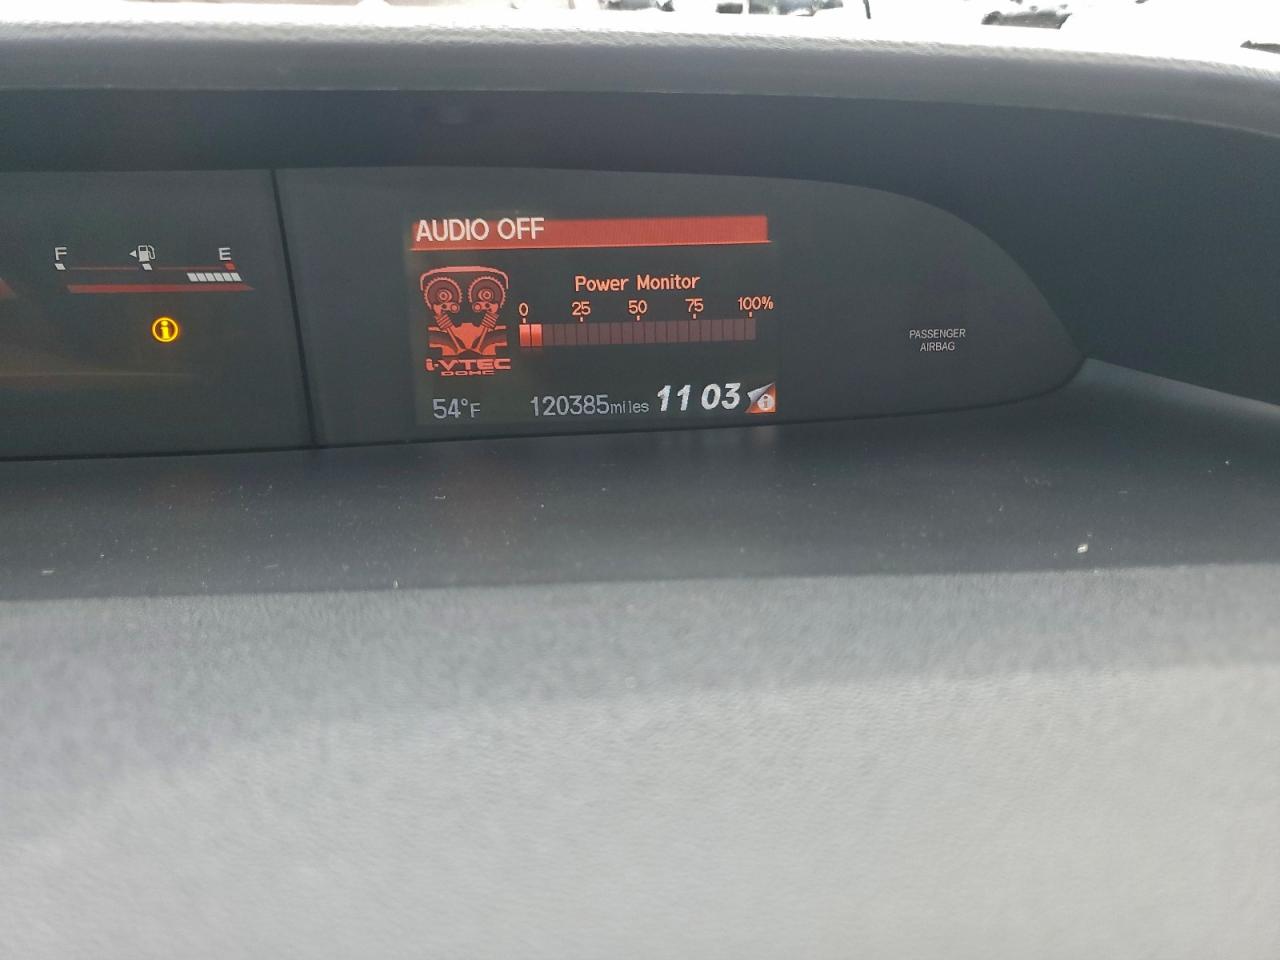 AUDIO OFF
F E
Power Monitor
0 25 50 75 100%
i-VTEC
DOHC
PASSENGER
AIRBAG
54°F 120385miles 11 03